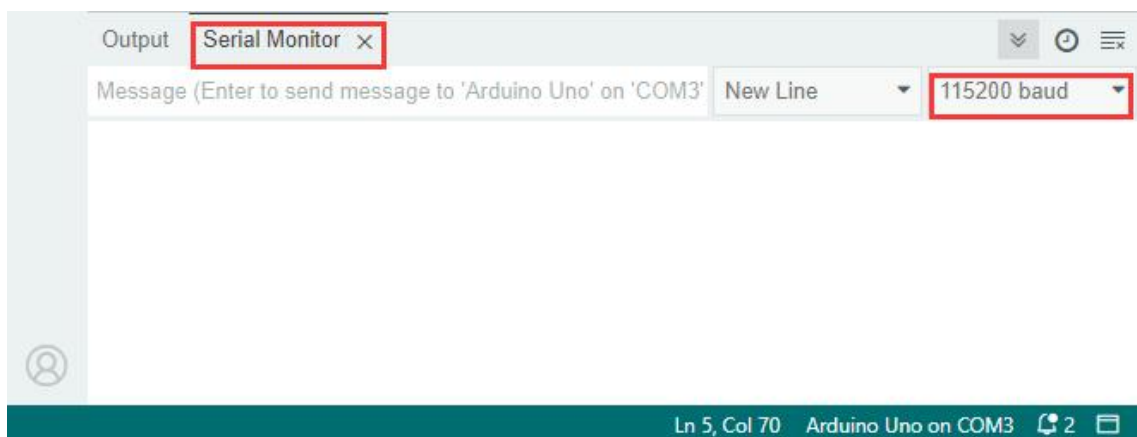 Output Serial Monitor ×
Message (Enter to send message to 'Arduino Uno' on 'COM3' New Line 115200 baud
Ln 5, Col 70 Arduino Uno on COM3 2